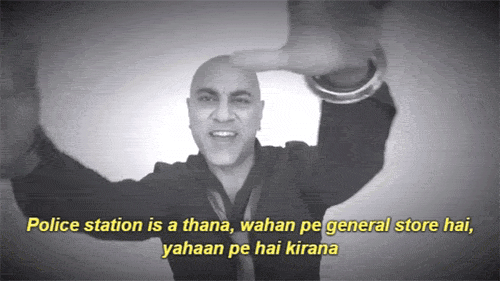 Police station is a thana, wahan pe general store hai,
yahaan pe hai kirana